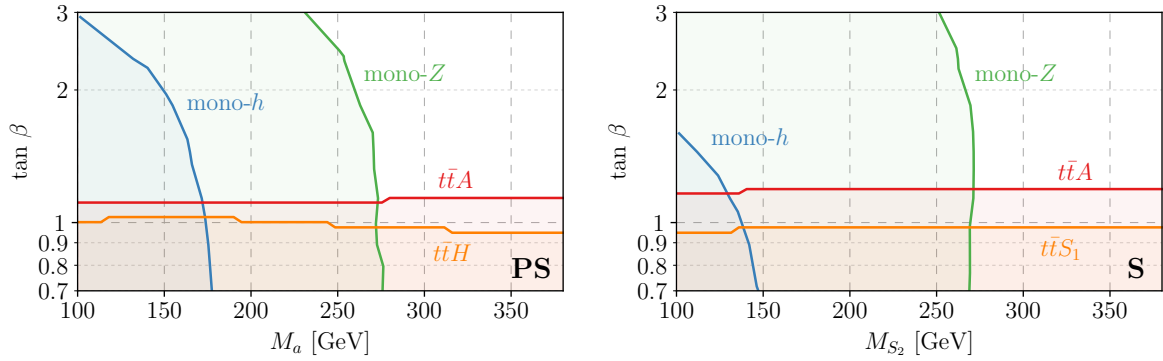 3
2
1
0.9
0.8
0.7
tan β
mono-h
mono-Z
tt̄A
tt̄H
PS
100 150 200 250 300 350
M_a [GeV]
3
2
1
0.9
0.8
0.7
tan β
mono-h
mono-Z
tt̄A
tt̄S₁
S
100 150 200 250 300 350
M_{S₂} [GeV]